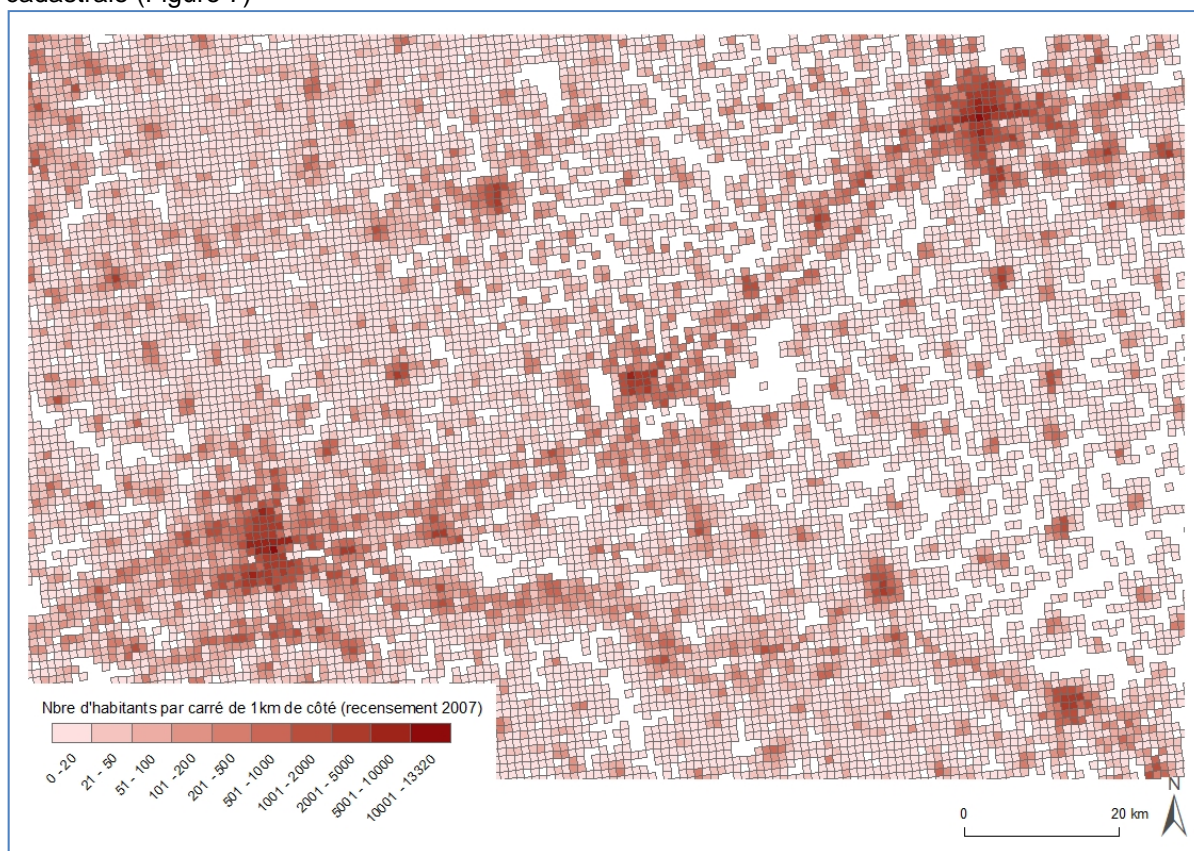 cadastrale (Figure 7)
Nbre d'habitants par carré de 1km de côté (recensement 2007)
0 - 20
21 - 50
51 - 100
101 - 200
201 - 500
501 - 1000
1001 - 2000
2001 - 5000
5001 - 10000
10001 - 13320
N
0 20 km